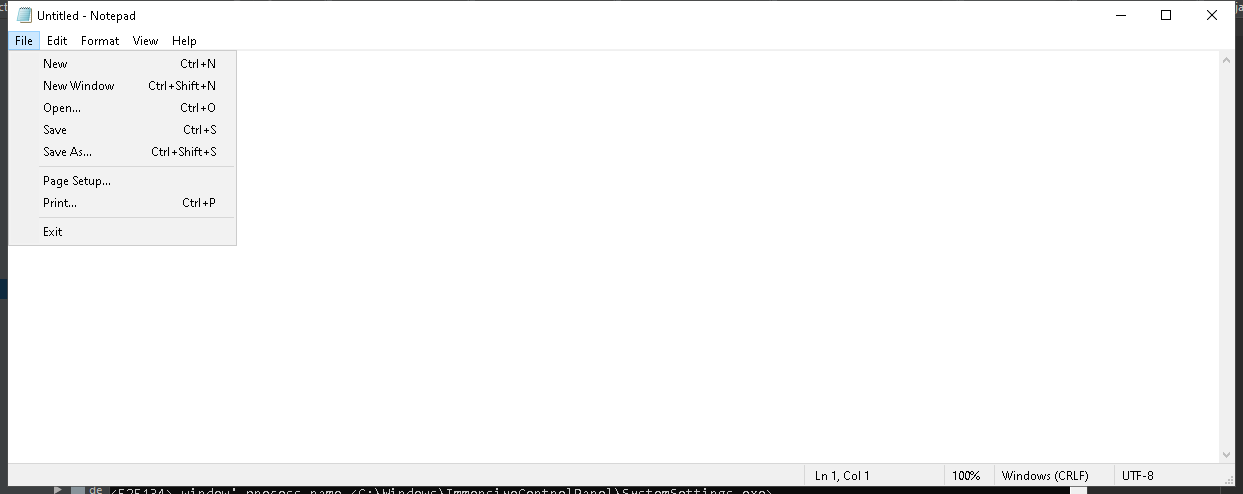 Untitled - Notepad
File Edit Format View Help
New Ctrl+N
New Window Ctrl+Shift+N
Open... Ctrl+O
Save Ctrl+S
Save As... Ctrl+Shift+S
Page Setup...
Print... Ctrl+P
Exit
Ln 1, Col 1 100% Windows (CRLF) UTF-8
de <525134> window' process name <C:\Windows\ImmersiveControlPanel\SystemSettings.exe>